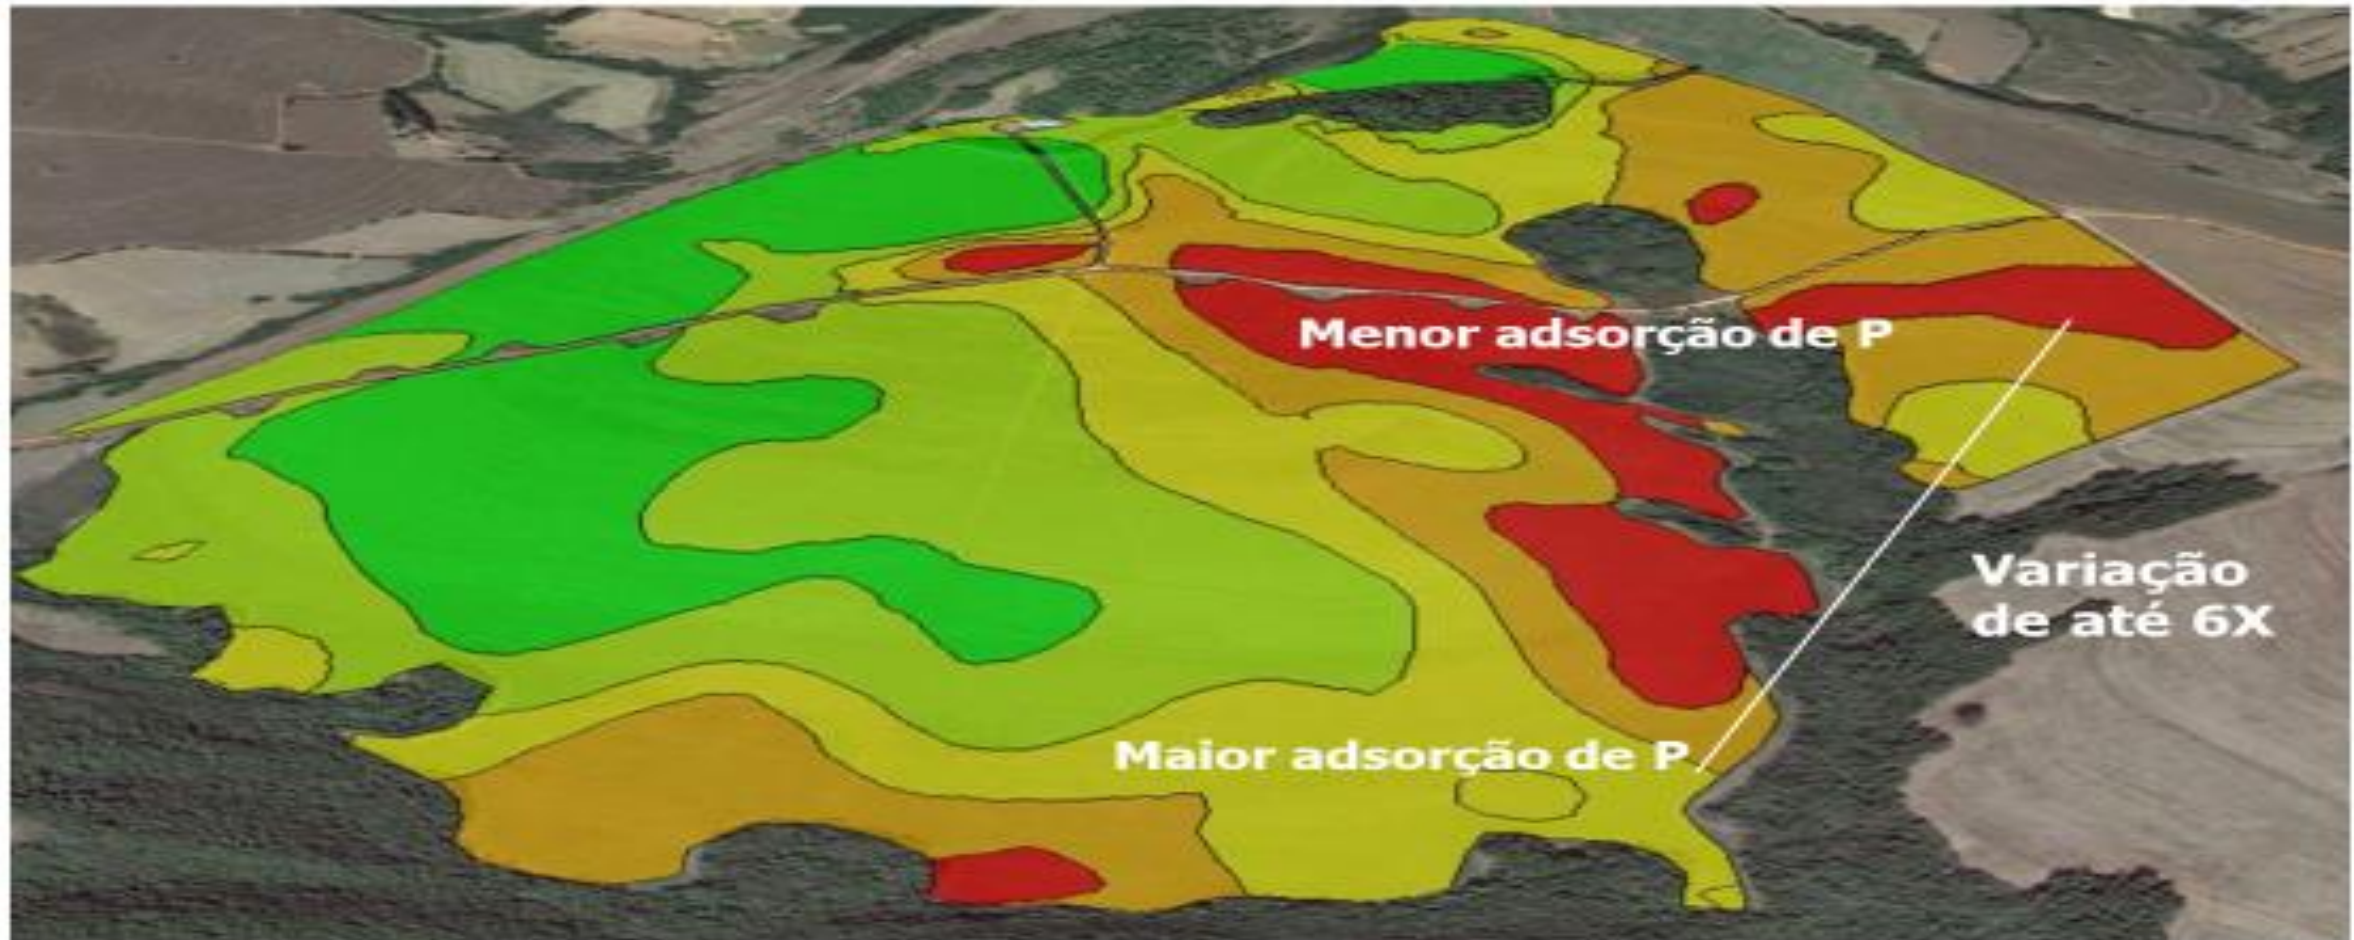 Menor adsorção de P
Variação
de até 6X
Maior adsorção de P